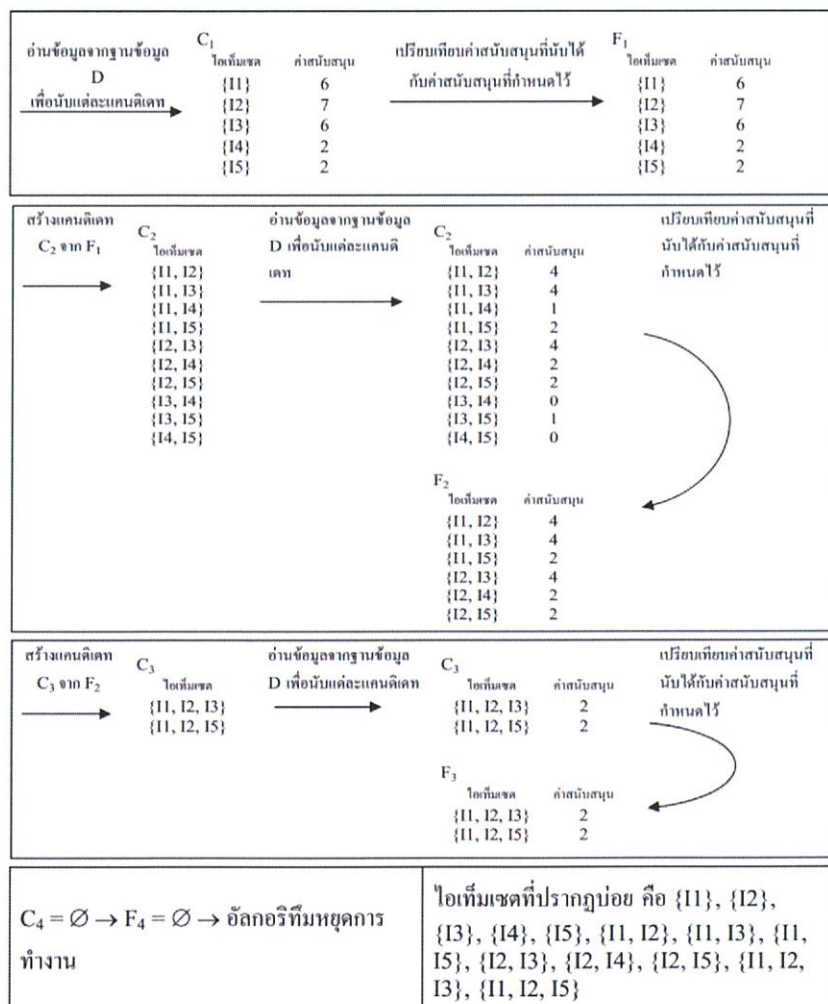 อ่านข้อมูลจากฐานข้อมูล
D
เพื่อนับแต่ละแคนดิเดท
C1
ไอเท็มเซต ค่าสนับสนุน
{I1} 6
{I2} 7
{I3} 6
{I4} 2
{I5} 2
เปรียบเทียบค่าสนับสนุนที่นับได้
กับค่าสนับสนุนที่กำหนดไว้
F1
ไอเท็มเซต ค่าสนับสนุน
{I1} 6
{I2} 7
{I3} 6
{I4} 2
{I5} 2
สร้างแคนดิเดท
C2 จาก F1
C2
ไอเท็มเซต
{I1, I2}
{I1, I3}
{I1, I4}
{I1, I5}
{I2, I3}
{I2, I4}
{I2, I5}
{I3, I4}
{I3, I5}
{I4, I5}
อ่านข้อมูลจากฐานข้อมูล
D เพื่อนับแต่ละแคนดิ
เดท
C2
ไอเท็มเซต ค่าสนับสนุน
{I1, I2} 4
{I1, I3} 4
{I1, I4} 1
{I1, I5} 2
{I2, I3} 4
{I2, I4} 2
{I2, I5} 2
{I3, I4} 0
{I3, I5} 1
{I4, I5} 0
เปรียบเทียบค่าสนับสนุนที่
นับได้กับค่าสนับสนุนที่
กำหนดไว้
F2
ไอเท็มเซต ค่าสนับสนุน
{I1, I2} 4
{I1, I3} 4
{I1, I5} 2
{I2, I3} 4
{I2, I4} 2
{I2, I5} 2
สร้างแคนดิเดท
C3 จาก F2
C3
ไอเท็มเซต
{I1, I2, I3}
{I1, I2, I5}
อ่านข้อมูลจากฐานข้อมูล
D เพื่อนับแต่ละแคนดิเดท
C3
ไอเท็มเซต ค่าสนับสนุน
{I1, I2, I3} 2
{I1, I2, I5} 2
เปรียบเทียบค่าสนับสนุนที่
นับได้กับค่าสนับสนุนที่
กำหนดไว้
F3
ไอเท็มเซต ค่าสนับสนุน
{I1, I2, I3} 2
{I1, I2, I5} 2
C4 = ∅ → F4 = ∅ → อัลกอริทึมหยุดการ
ทำงาน
ไอเท็มเซตที่ปรากฏบ่อย คือ {I1}, {I2},
{I3}, {I4}, {I5}, {I1, I2}, {I1, I3}, {I1,
I5}, {I2, I3}, {I2, I4}, {I2, I5}, {I1, I2,
I3}, {I1, I2, I5}